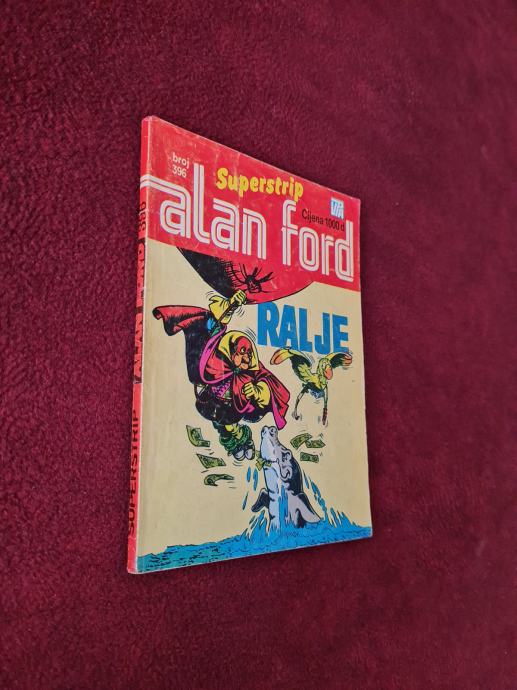 broj
396
Superstrip
Cijena 1000 d
alan ford
RALJE
SUPERSTRIP ALAN FORD 396